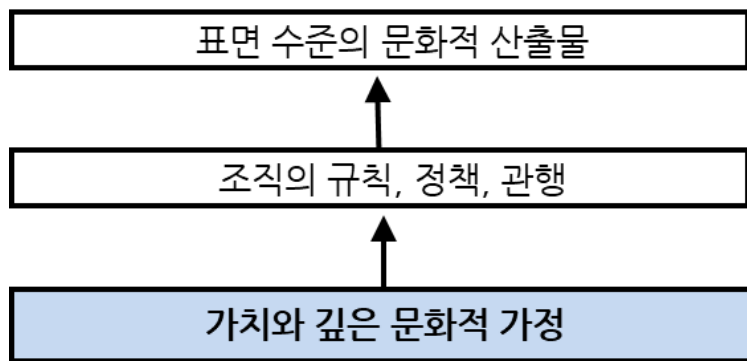 표면 수준의 문화적 산출물
조직의 규칙, 정책, 관행
가치와 깊은 문화적 가정